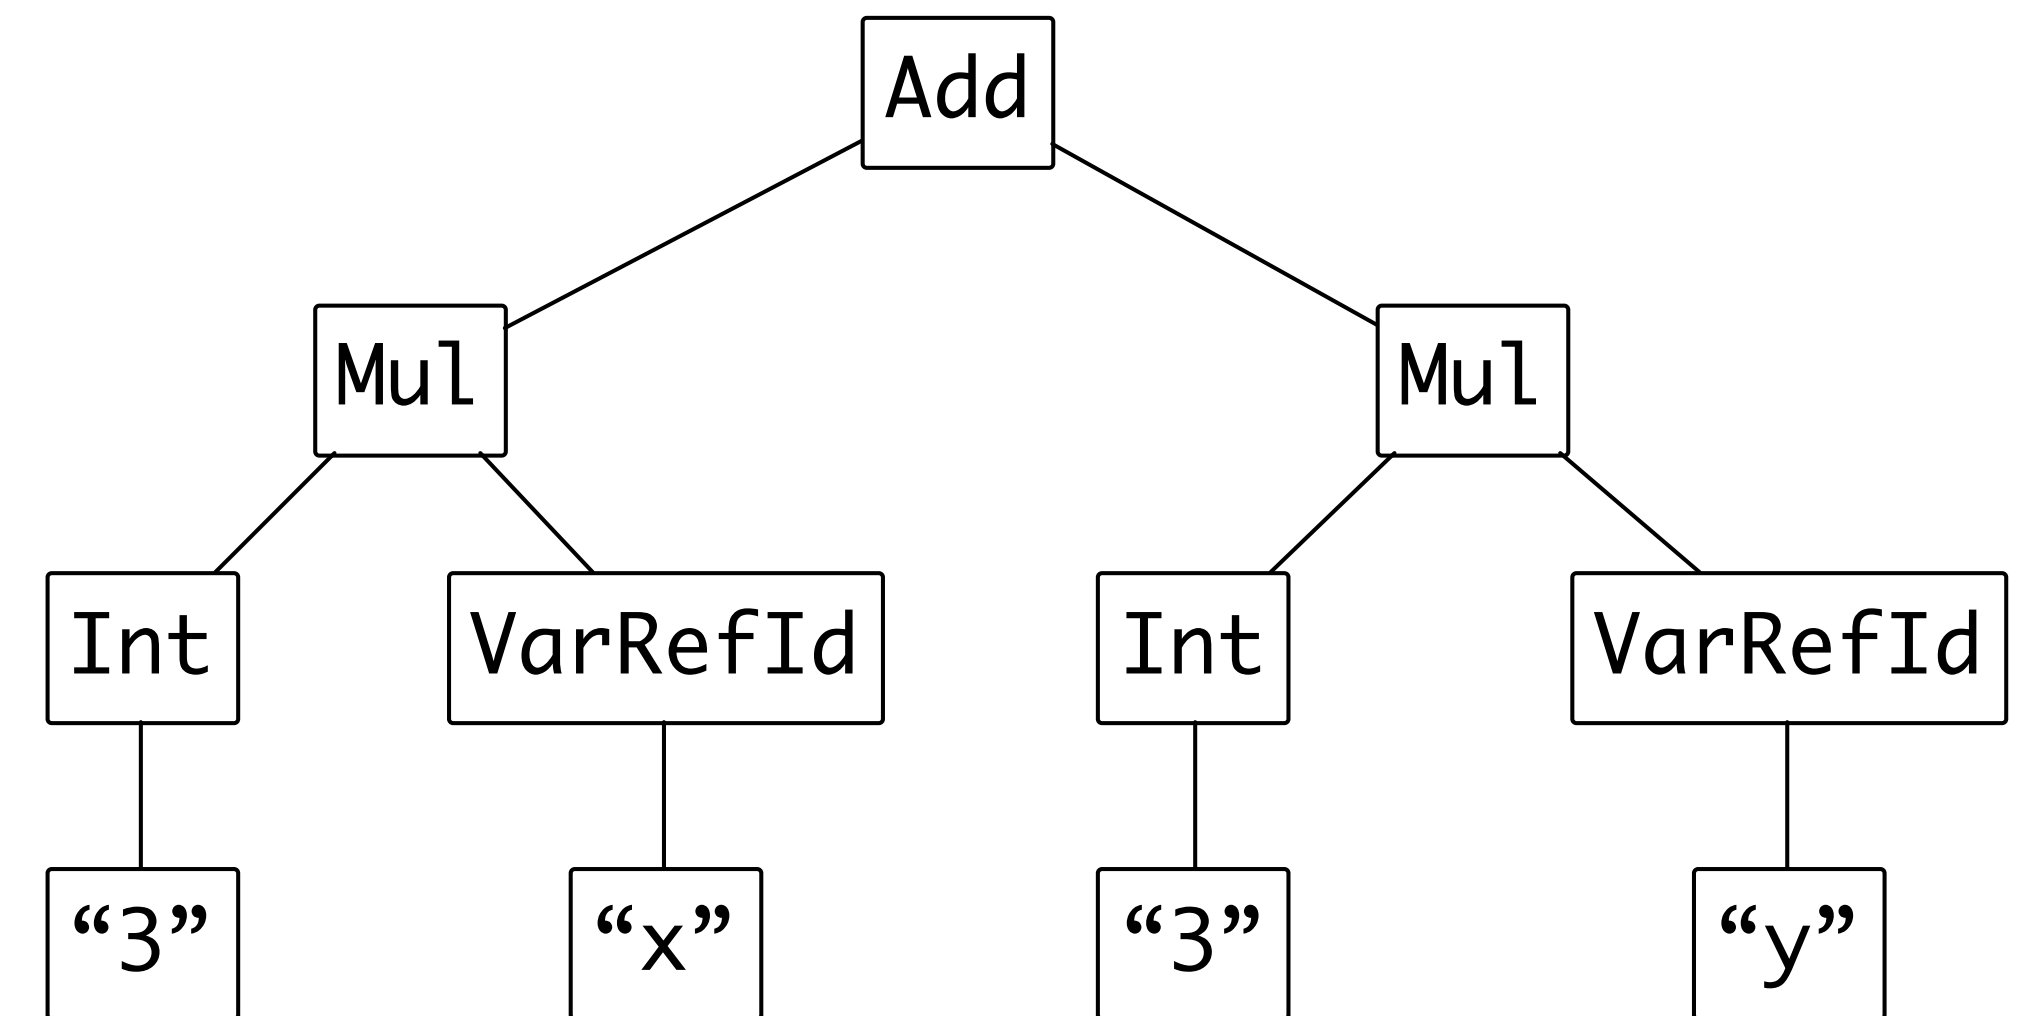 Add
Mul Mul
Int VarRefId Int VarRefId
“3” “x” “3” “y”